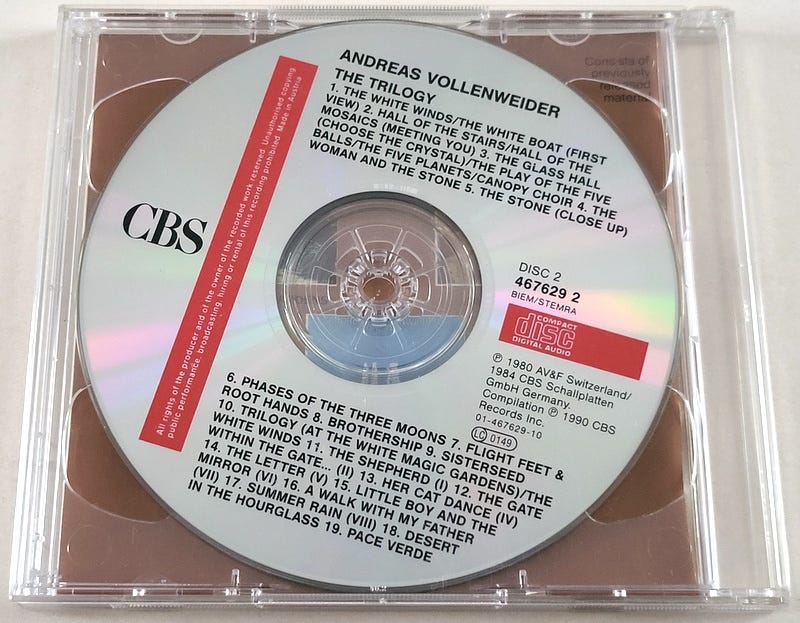 Consists of
previously
released
material
ANDREAS VOLLENWEIDER
THE TRILOGY
1. THE WHITE WINDS/THE WHITE BOAT (FIRST
VIEW) 2. HALL OF THE STAIRS/HALL OF THE
MOSAICS (MEETING YOU) 3. THE GLASS HALL
(CHOOSE THE CRYSTAL)/THE PLAY OF THE FIVE
BALLS/THE FIVE PLANETS/CANOPY CHOIR 4. THE
WOMAN AND THE STONE 5. THE STONE (CLOSE UP)
CBS
All rights of the producer and of the owner of the recorded work reserved. Unauthorised copying,
public performance, broadcasting, hiring or rental of this recording prohibited. Made in Austria
DISC 2
467629 2
BIEM/STEMRA
COMPACT
disc
DIGITAL AUDIO
℗ 1980 AV&F Switzerland/
1984 CBS Schallplatten
GmbH Germany.
Compilation ℗ 1990 CBS
Records Inc.
01-467629-10
LC 0149
6. PHASES OF THE THREE MOONS 7. FLIGHT FEET &
ROOT HANDS 8. BROTHERSHIP 9. SISTERSEED
10. TRILOGY (AT THE WHITE MAGIC GARDENS)/THE
WHITE WINDS 11. THE SHEPHERD (I) 12. THE GATE
WITHIN THE GATE... (II) 13. HER CAT DANCE (IV)
14. THE LETTER (V) 15. LITTLE BOY AND THE
MIRROR (VI) 16. A WALK WITH MY FATHER
(VII) 17. SUMMER RAIN (VIII) 18. DESERT
IN THE HOURGLASS 19. PACE VERDE